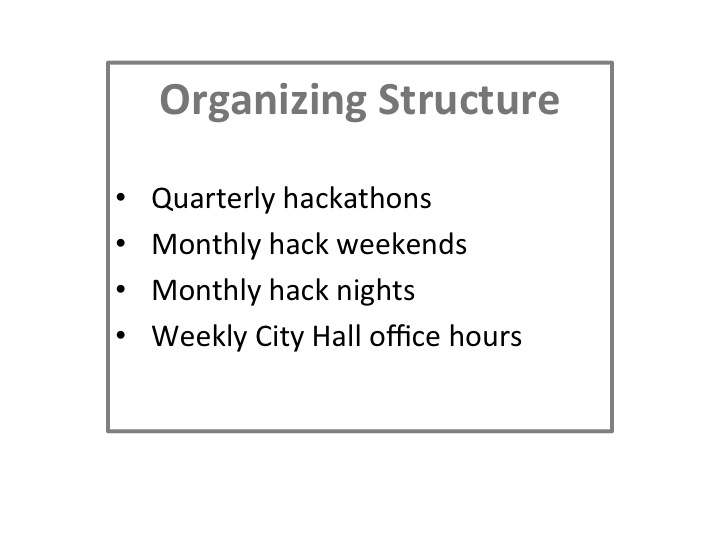 Organizing Structure
• Quarterly hackathons
• Monthly hack weekends
• Monthly hack nights
• Weekly City Hall office hours